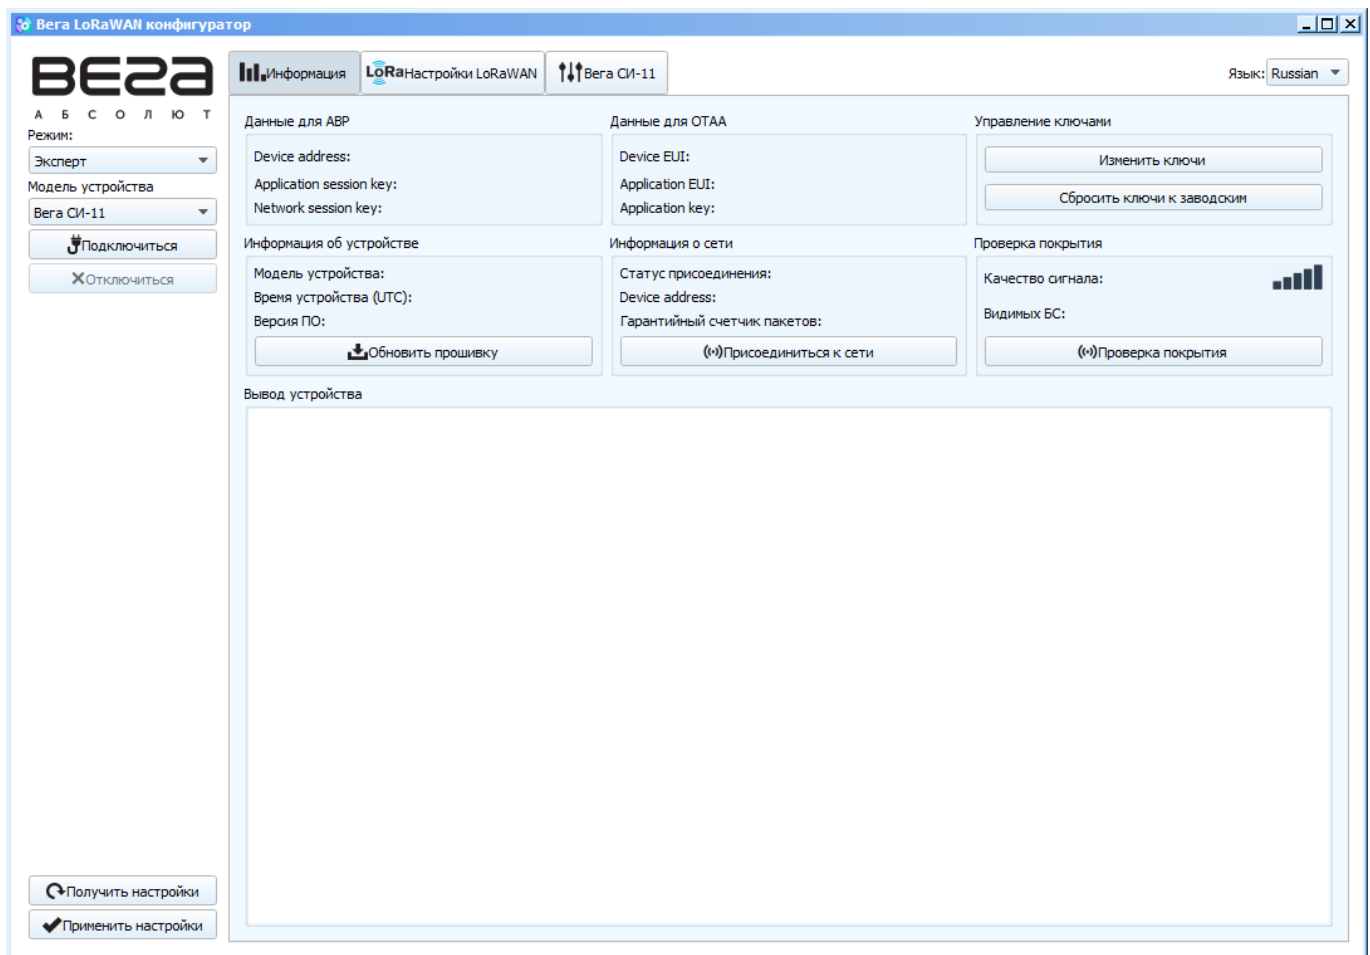 Вега LoRaWAN конфигуратор
ВЕГА
АБСОЛЮТ
Режим:
Эксперт
Модель устройства
Вега СИ-11
Подключиться
Отключиться
Получить настройки
Применить настройки
Информация
LoRa Настройки LoRaWAN
Вега СИ-11
Язык: Russian
Данные для ABP
Device address:
Application session key:
Network session key:
Данные для OTAA
Device EUI:
Application EUI:
Application key:
Управление ключами
Изменить ключи
Сбросить ключи к заводским
Информация об устройстве
Модель устройства:
Время устройства (UTC):
Версия ПО:
Обновить прошивку
Информация о сети
Статус присоединения:
Device address:
Гарантийный счетчик пакетов:
Присоединиться к сети
Проверка покрытия
Качество сигнала:
Видимых БС:
Проверка покрытия
Вывод устройства